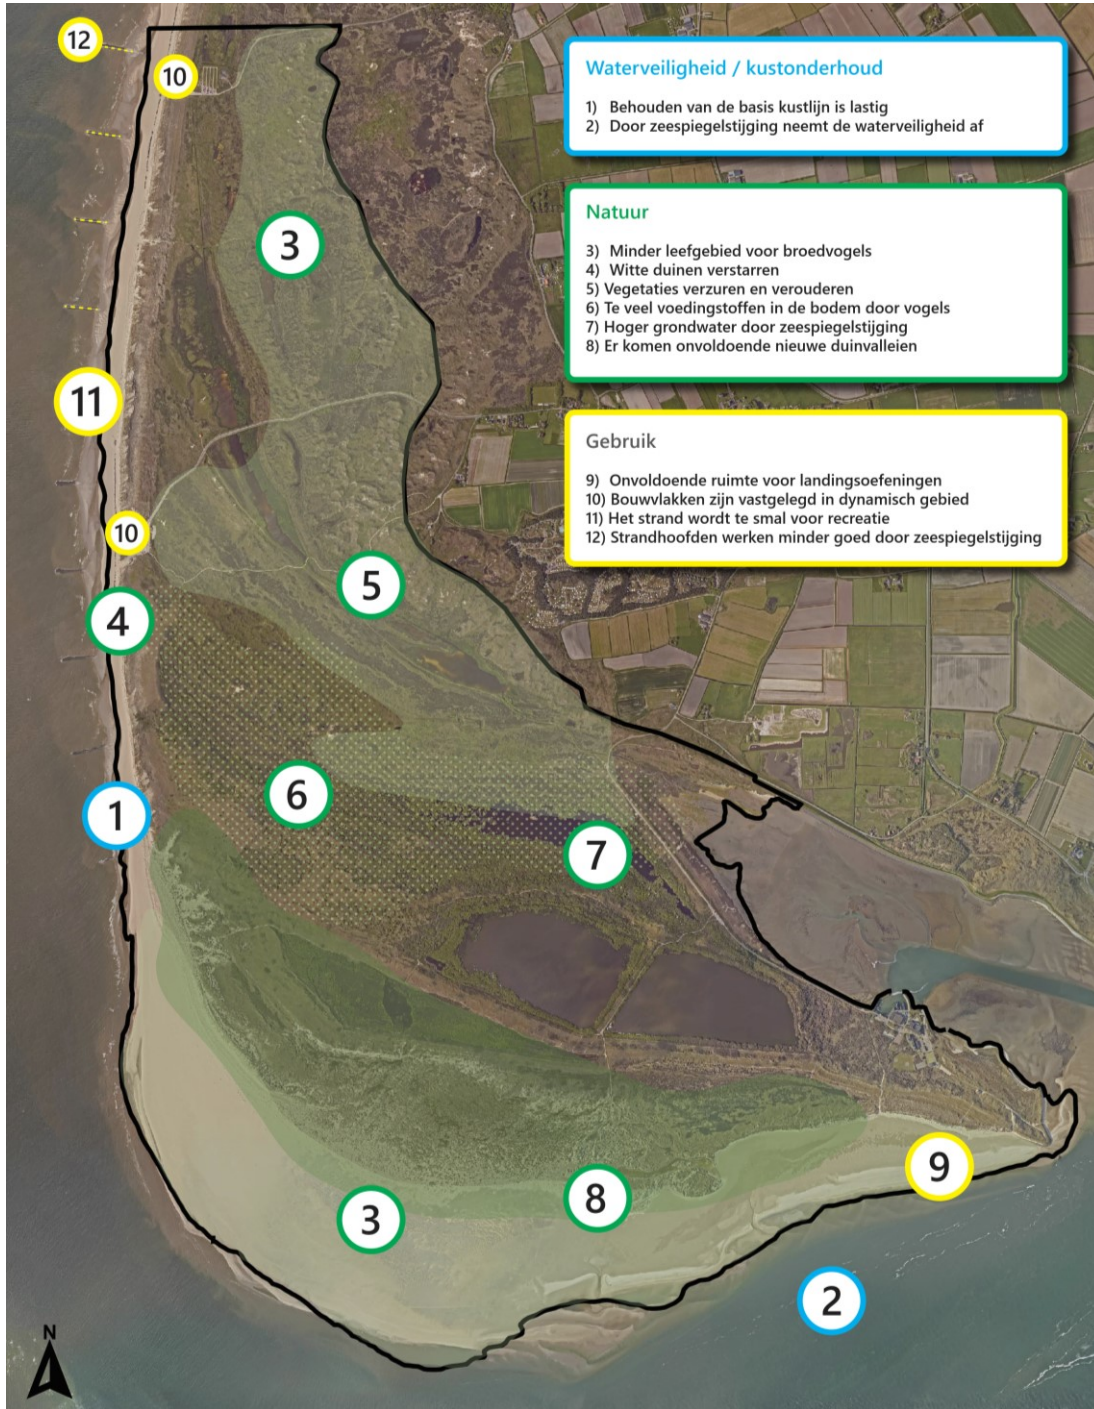 12
10
Waterveiligheid / kustonderhoud
1) Behouden van de basis kustlijn is lastig
2) Door zeespiegelstijging neemt de waterveiligheid af
Natuur
3) Minder leefgebied voor broedvogels
4) Witte duinen verstarren
5) Vegetaties verzuren en verouderen
6) Te veel voedingstoffen in de bodem door vogels
7) Hoger grondwater door zeespiegelstijging
8) Er komen onvoldoende nieuwe duinvalleien
3
11
Gebruik
9) Onvoldoende ruimte voor landingsoefeningen
10) Bouwvlakken zijn vastgelegd in dynamisch gebied
11) Het strand wordt te smal voor recreatie
12) Strandhoofden werken minder goed door zeespiegelstijging
10
5
4
6
1
7
9
8
3
2
N